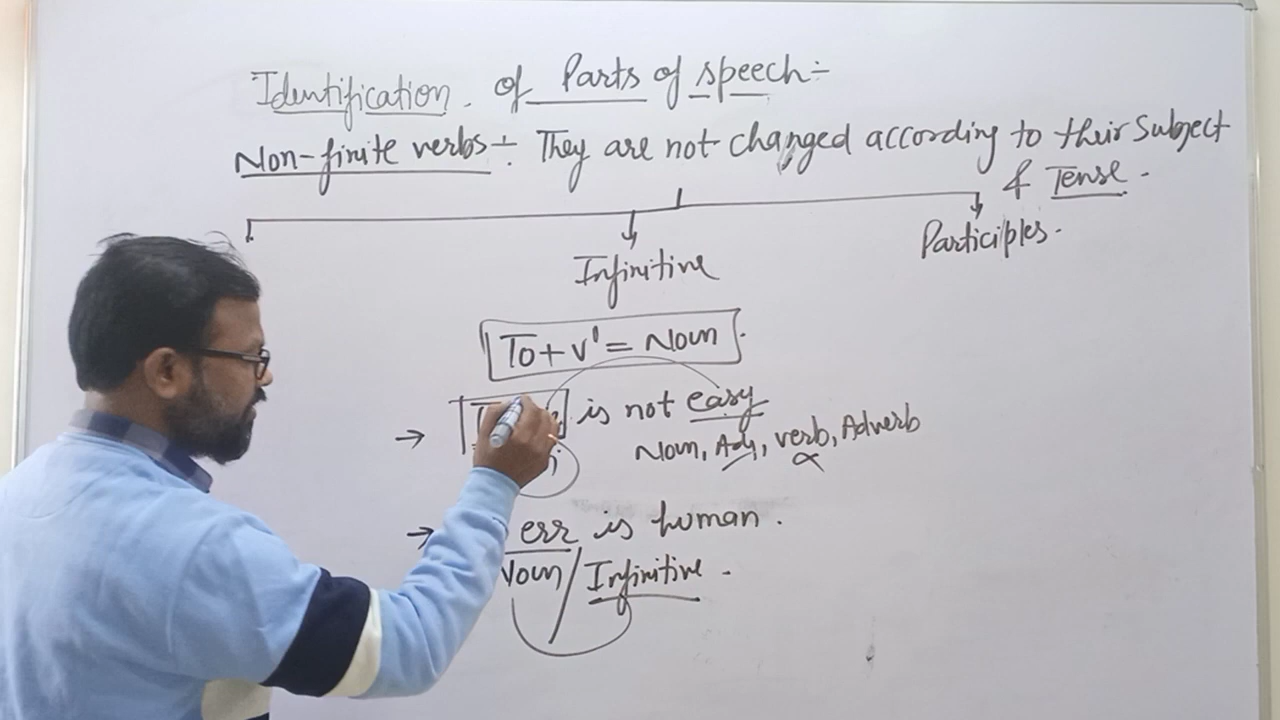 Identification of Parts of speech:-
Non-finite verbs:- They are not changed according to their Subject
& Tense.
Participles.
Infinitive
To + V¹ = Noun.
→ is not easy
Noun, Adj, verb, Adverb
→ err is human.
Noun / Infinitive.